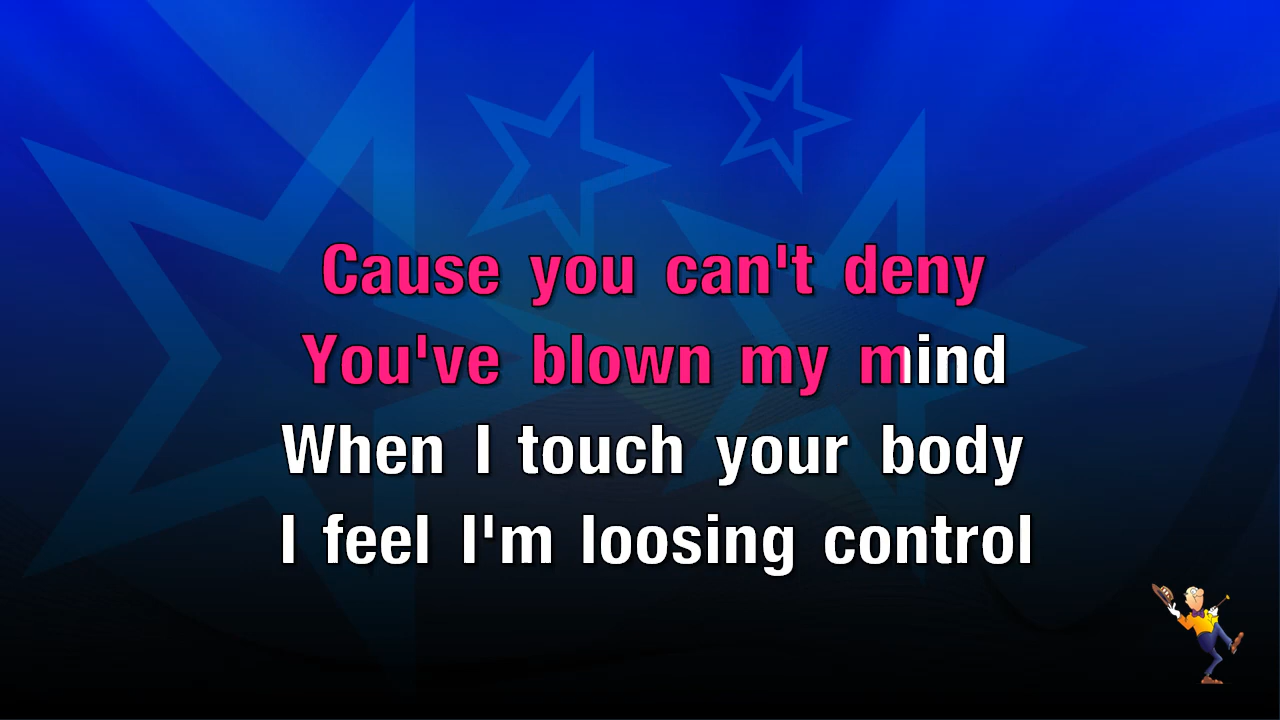 Cause you can't deny
You've blown my mind
When I touch your body
I feel I'm loosing control